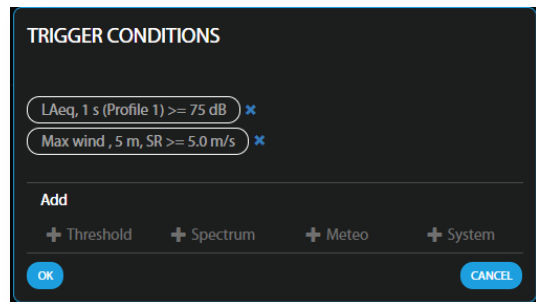 TRIGGER CONDITIONS
LAeq, 1 s (Profile 1) >= 75 dB ×
Max wind , 5 m, SR >= 5.0 m/s ×
Add
+ Threshold + Spectrum + Meteo + System
OK CANCEL